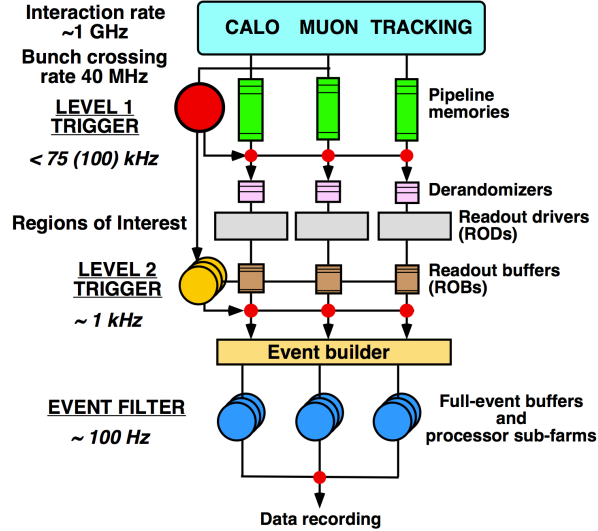 Interaction rate
~1 GHz
CALO MUON TRACKING
Bunch crossing
rate 40 MHz
LEVEL 1
TRIGGER
< 75 (100) kHz
Pipeline
memories
Derandomizers
Regions of Interest
Readout drivers
(RODs)
LEVEL 2
TRIGGER
~ 1 kHz
Readout buffers
(ROBs)
Event builder
EVENT FILTER
~ 100 Hz
Full-event buffers
and
processor sub-farms
Data recording